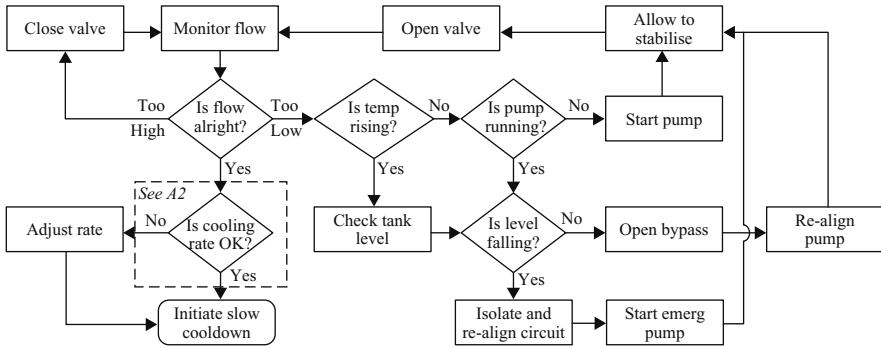 Close valve
Monitor flow
Open valve
Allow to
stabilise
Too
High
Is flow
alright?
Too
Low
Is temp
rising?
No
Is pump
running?
No
Start pump
Yes
Yes
Yes
See A2
Adjust rate
No
Is cooling
rate OK?
Check tank
level
Is level
falling?
No
Open bypass
Re-align
pump
Yes
Yes
Initiate slow
cooldown
Isolate and
re-align circuit
Start emerg
pump